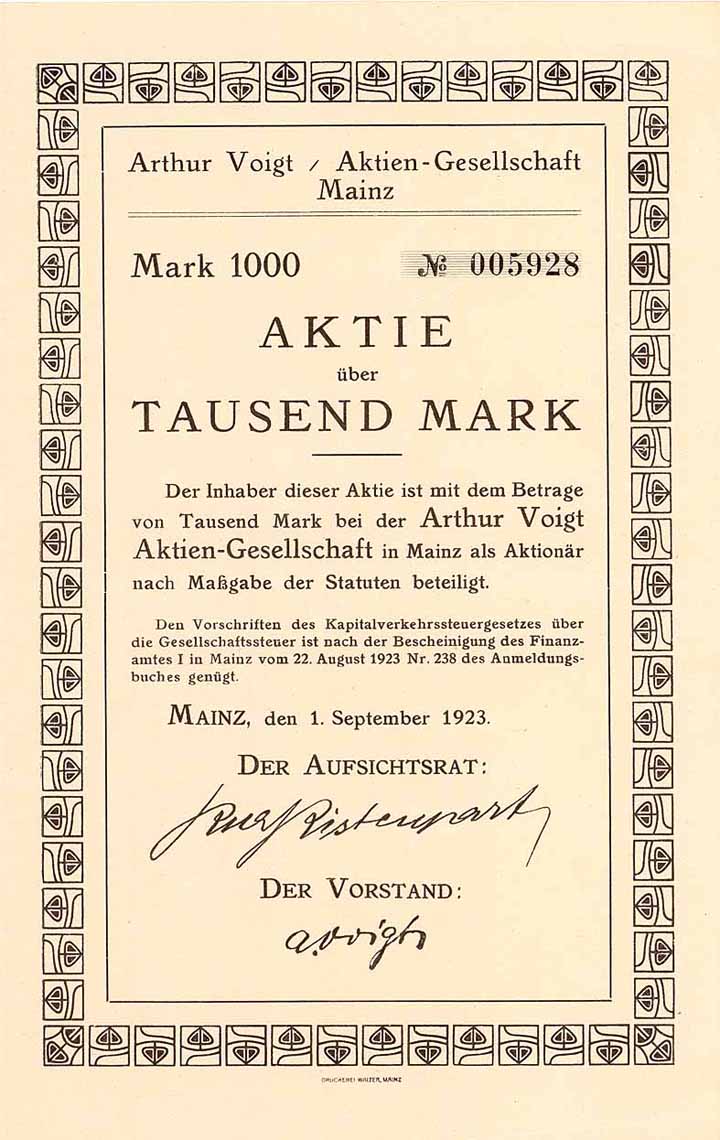 Arthur Voigt / Aktien-Gesellschaft
Mainz
Mark 1000 № 005928
AKTIE
über
TAUSEND MARK
Der Inhaber dieser Aktie ist mit dem Betrage
von Tausend Mark bei der Arthur Voigt
Aktien-Gesellschaft in Mainz als Aktionär
nach Maßgabe der Statuten beteiligt.
Den Vorschriften des Kapitalverkehrssteuergesetzes über
die Gesellschaftssteuer ist nach der Bescheinigung des Finanz-
amtes I in Mainz vom 22. August 1923 Nr. 238 des Anmeldungs-
buches genügt.
MAINZ, den 1. September 1923.
DER AUFSICHTSRAT:
Ristenpart
DER VORSTAND:
A. Voigt
DRUCKEREI WALTER, MAINZ